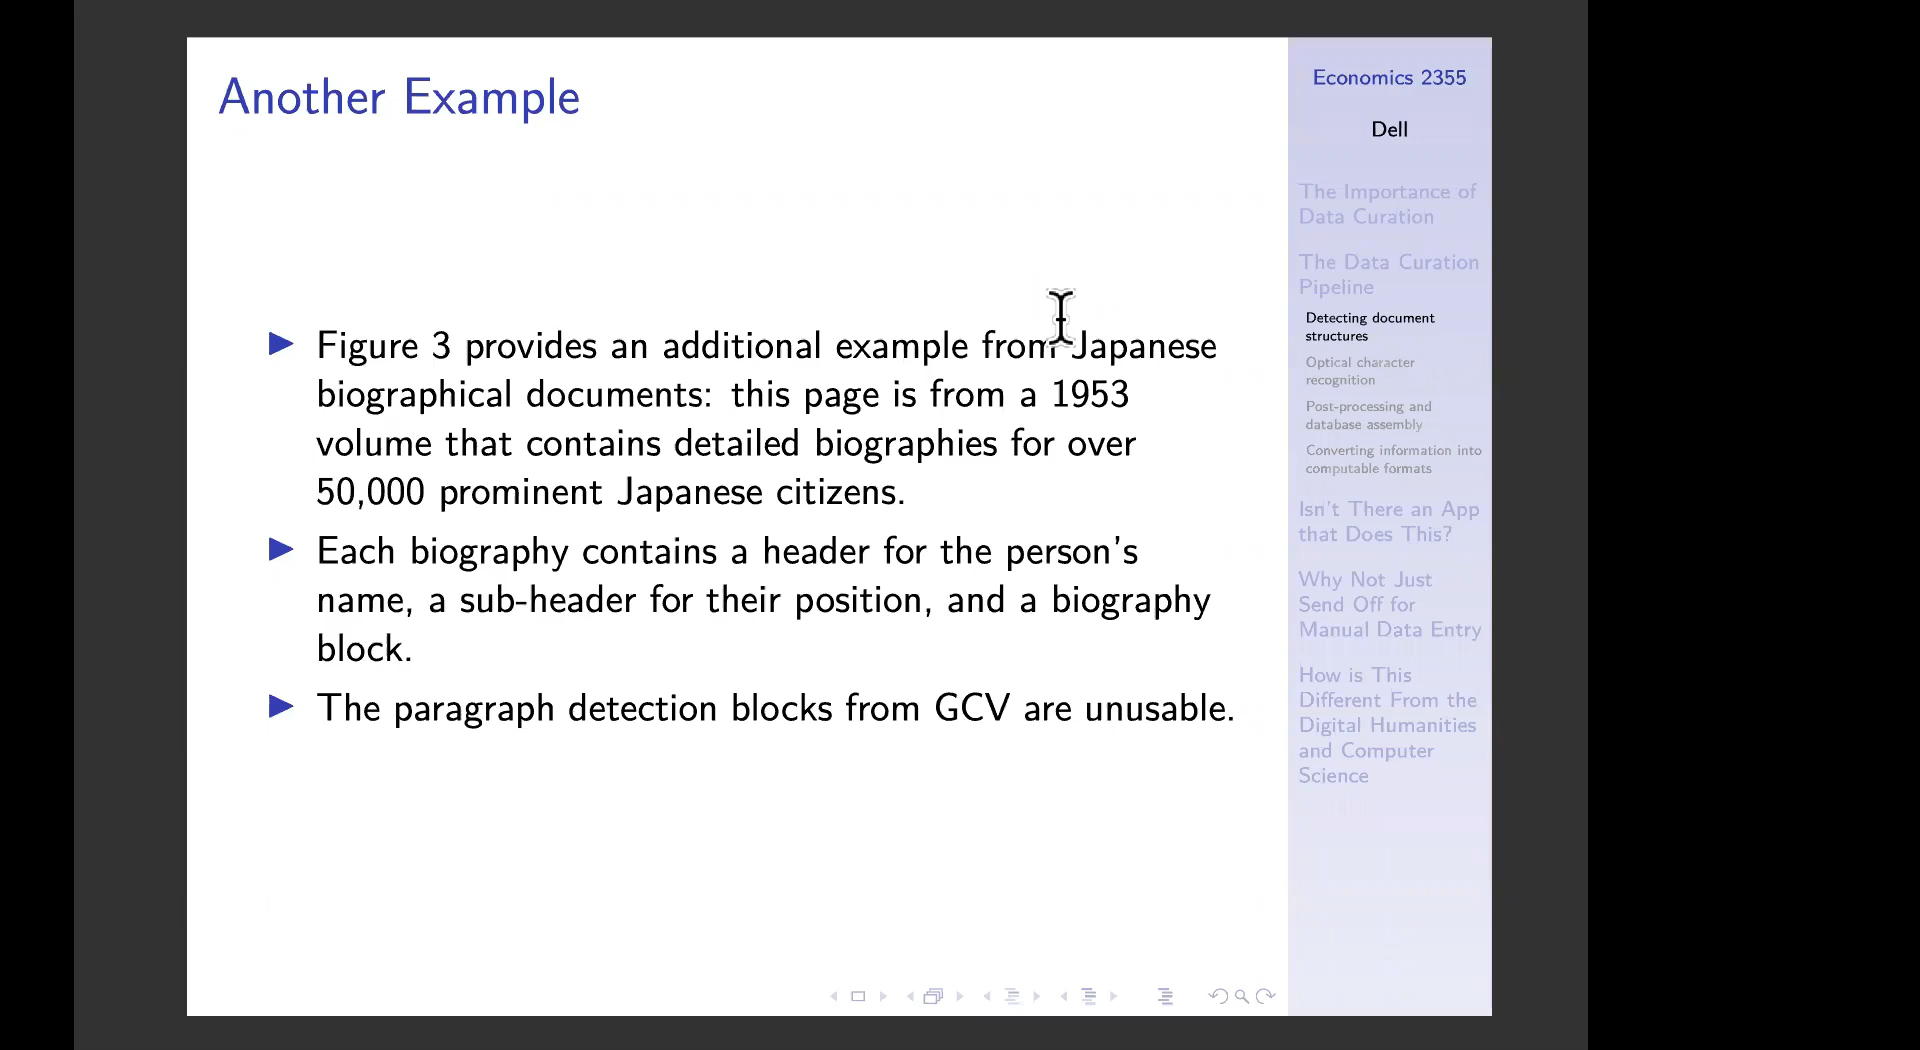 Another Example
Figure 3 provides an additional example from Japanese
biographical documents: this page is from a 1953
volume that contains detailed biographies for over
50,000 prominent Japanese citizens.
Each biography contains a header for the person's
name, a sub-header for their position, and a biography
block.
The paragraph detection blocks from GCV are unusable.
Economics 2355
Dell
The Importance of
Data Curation
The Data Curation
Pipeline
Detecting document
structures
Optical character
recognition
Post-processing and
database assembly
Converting information into
computable formats
Isn't There an App
that Does This?
Why Not Just
Send Off for
Manual Data Entry
How is This
Different From the
Digital Humanities
and Computer
Science